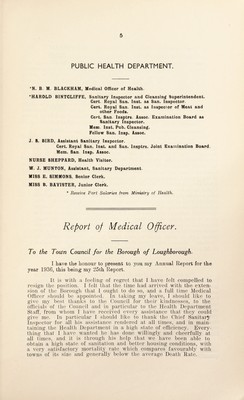 5
PUBLIC HEALTH DEPARTMENT.
*N. B. M. BLACKHAM, Medical Officer of Health.
*HAROLD HINTCLIFFE, Sanitary Inspector and Cleansing Superintendent.
Cert. Royal San. Inst. as San. Inspector
Cert. Royal San. Inst. as Inspector of Meat and
other Foods.
Cert. San. Insptrs. Assoc. Examination Board as
Sanitary Inspector.
Mem. Inst. Pub. Cleansing.
Fellow San. Insp. Assoc.
J. S. BIRD, Assistant Sanitary Inspector.
Cert. Royal San. Inst. and San. Insptrs. Joint Examination Board
Mem. San. Insp. Assoc.
NURSE SHEPPARD, Health Visitor.
W. J. MUNTON, Assistant, Sanitary Department.
MISS E. SIMMONS, Senior Clerk.
MISS B. BAYISTER, Junior Clerk.
* Receive Part Salaries from Ministry of Health.
Report of Medical Officer.
To the Town Council for the Borough of Loughborough.
I have the honour to present to you my Annual Report for the
year 1936, this being my 25th Report.
It is with a feeling of regret that I have felt compelled to
resign the position. I felt that the time had arrived with the exten-
sion of the Borough that I ought to do so, and a full time Medical
Officer should be appointed. In taking my leave, I should like to
give my best thanks to the Council for their kindnesses, to the
officials of the Council and in particular to the Health Department
Staff, from whom I have received every assistance that they could
give me. In particular I should like to thank the Chief Sanitary
Inspector for all his assistance rendered at all times, and in main-
taining the Health Department in a high state of efficiency. Every-
thing that I have wanted he has done willingly and cheerfully at
all times, and it is through his help that we have been able to
obtain a high state of sanitation and better housing conditions, with
a very satisfactory mortality rate which compares favourably with
towns of its size and generally below the average Death Rate.